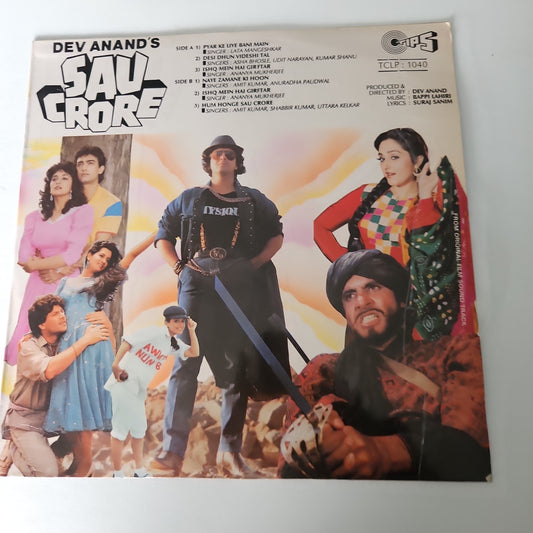 DEV ANAND'S
SAU
CRORE
SIDE A 1) PYAR KE LIYE BANI MAIN
SINGER : LATA MANGESHKAR
2) DESI DHUN VIDESHI TAL
SINGERS : ASHA BHOSLE, UDIT NARAYAN, KUMAR SHANU
3) ISHQ MEIN HAI GIRFTAR
SINGER : ANANYA MUKHERJEE
SIDE B 1) NAYE ZAMANE KI HOON
SINGERS : AMIT KUMAR, ANURADHA PAUDWAL
2) ISHQ MEIN HAI GIRFTAR
SINGER : ANANYA MUKHERJEE
3) HUM HONGE SAU CRORE
SINGERS : AMIT KUMAR, SHABBIR KUMAR, UTTARA KELKAR
TIPS
TCLP : 1040
PRODUCED &
DIRECTED BY : DEV ANAND
MUSIC : BAPPI LAHIRI
LYRICS : SURAJ SANIM
FROM ORIGINAL FILM SOUND TRACK
TYSION